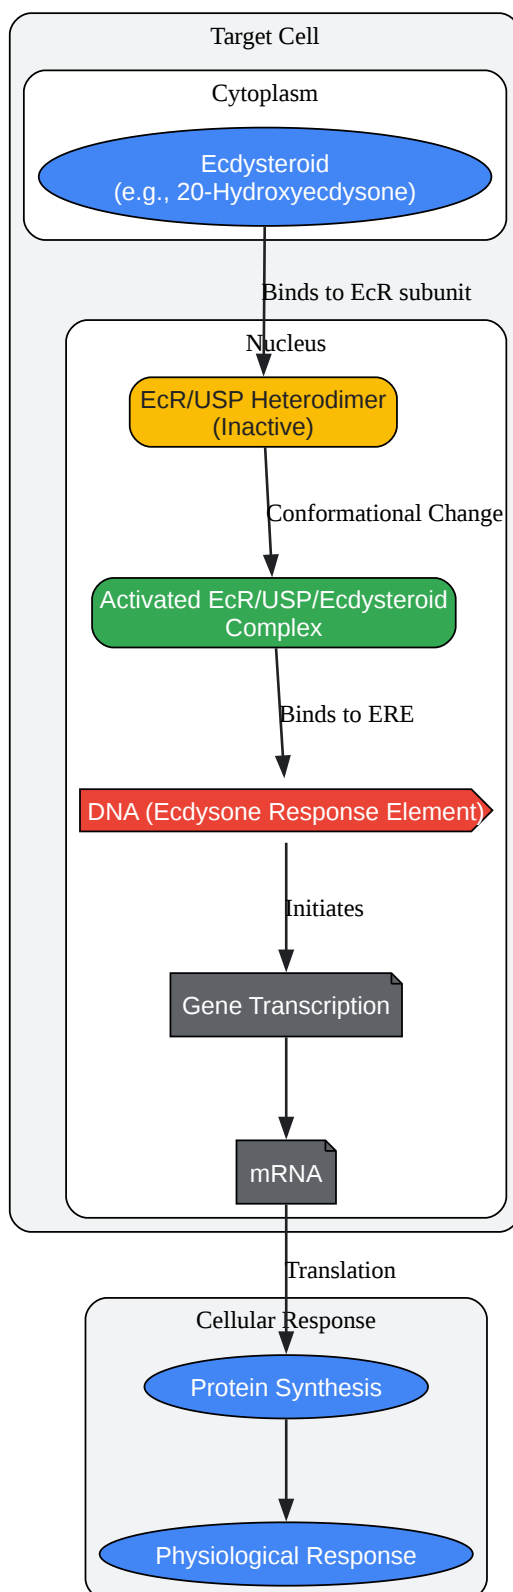 Target Cell
Cytoplasm
Ecdysteroid
(e.g., 20-Hydroxyecdysone)
Binds to EcR subunit
Nucleus
EcR/USP Heterodimer
(Inactive)
Conformational Change
Activated EcR/USP/Ecdysteroid
Complex
Binds to ERE
DNA (Ecdysone Response Element)
Initiates
Gene Transcription
mRNA
Translation
Cellular Response
Protein Synthesis
Physiological Response